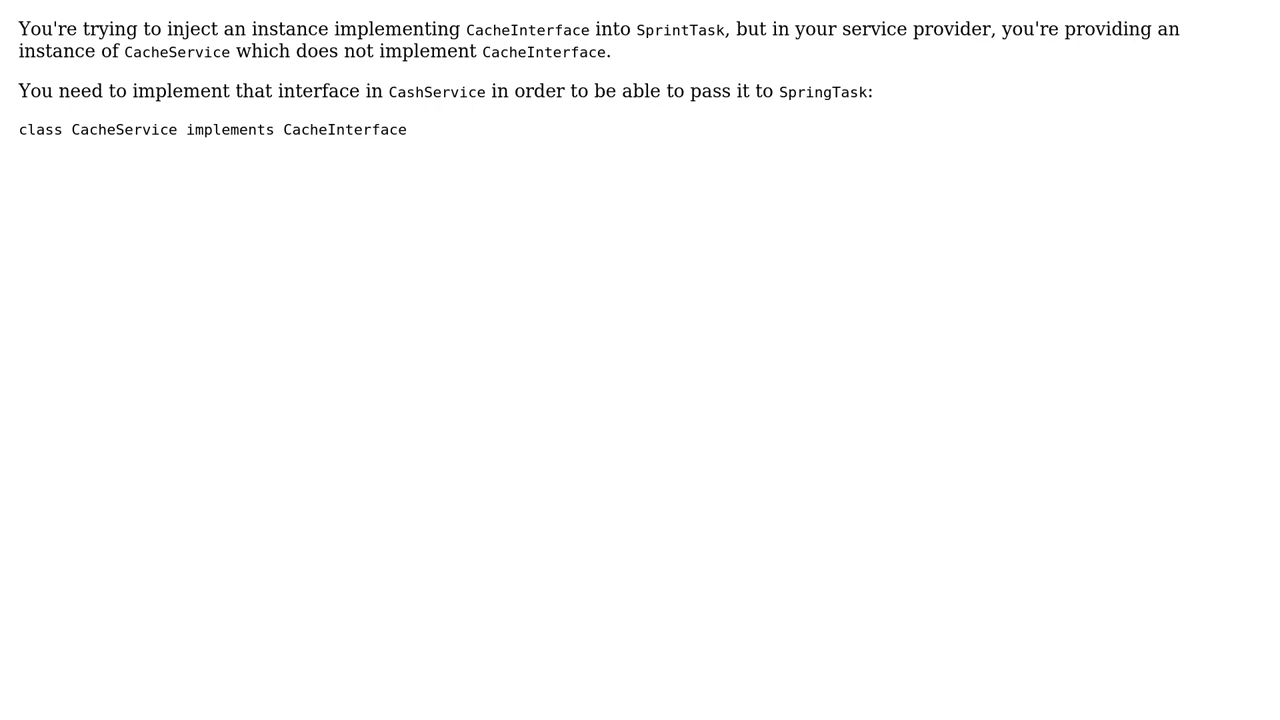 You're trying to inject an instance implementing CacheInterface into SprintTask, but in your service provider, you're providing an
instance of CacheService which does not implement CacheInterface.
You need to implement that interface in CashService in order to be able to pass it to SpringTask:
class CacheService implements CacheInterface